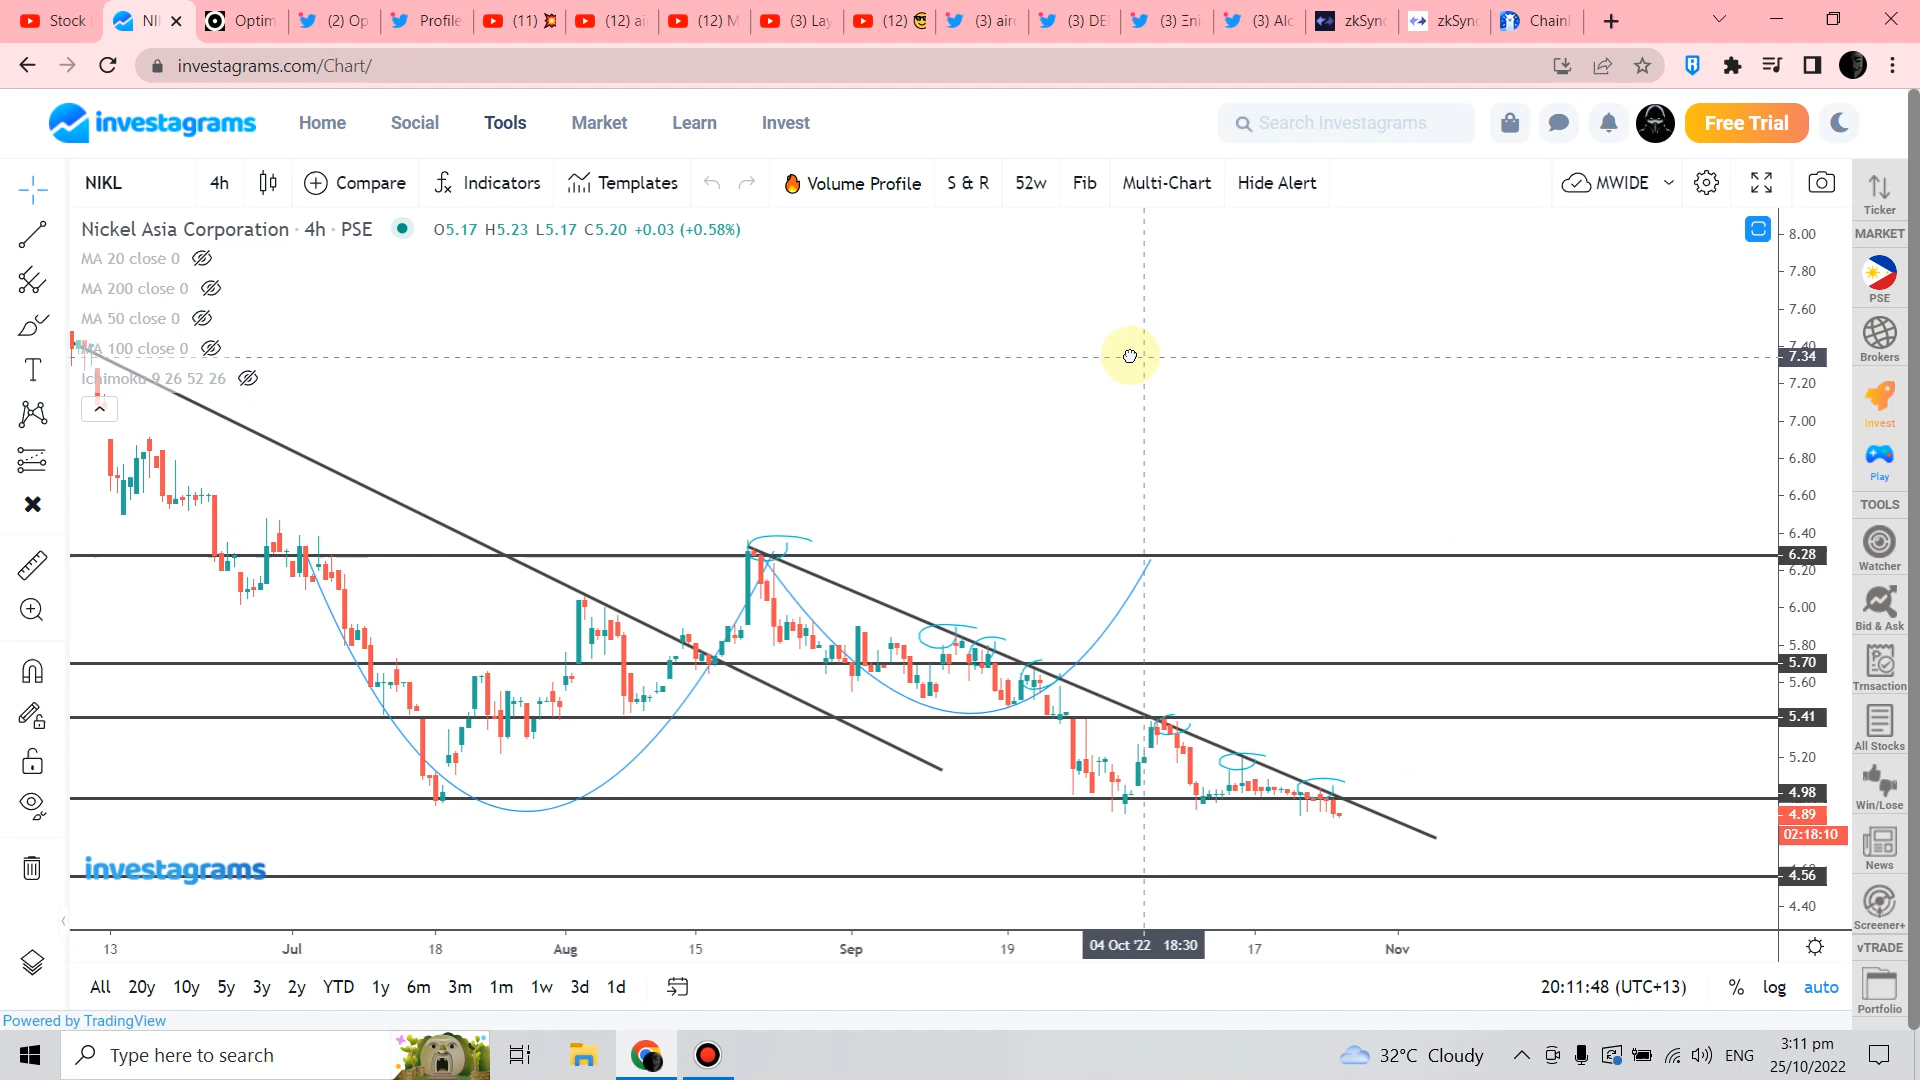 Stock
NI
Optim
(2) Op
Profile
(11)
(12) ai
(12) M
(3) Lay
(12)
(3) airc
(3) DE
(3) Eni
(3) Alc
zkSync
zkSync
Chainl
investagrams.com/Chart/
investagrams
Home
Social
Tools
Market
Learn
Invest
Search Investagrams
Free Trial
NIKL
4h
Compare
Indicators
Templates
Volume Profile
S & R
52w
Fib
Multi-Chart
Hide Alert
MWIDE
Nickel Asia Corporation · 4h · PSE
O5.17 H5.23 L5.17 C5.20 +0.03 (+0.58%)
MA 20 close 0
MA 200 close 0
MA 50 close 0
MA 100 close 0
Ichimoku 9 26 52 26
8.00
7.80
7.60
7.40
7.34
7.20
7.00
6.80
6.60
6.40
6.28
6.20
6.00
5.80
5.70
5.60
5.41
5.20
4.98
4.89
02:18:10
4.60
4.56
4.40
investagrams
13
Jul
18
Aug
15
Sep
19
04 Oct '22 18:30
17
Nov
All
20y
10y
5y
3y
2y
YTD
1y
6m
3m
1m
1w
3d
1d
20:11:48 (UTC+13)
%
log
auto
Powered by TradingView
Ticker
MARKET
PSE
Brokers
Invest
Play
TOOLS
Watcher
Bid & Ask
Trnsaction
All Stocks
Win/Lose
News
Screener+
vTRADE
Portfolio
Type here to search
32°C Cloudy
ENG
3:11 pm
25/10/2022